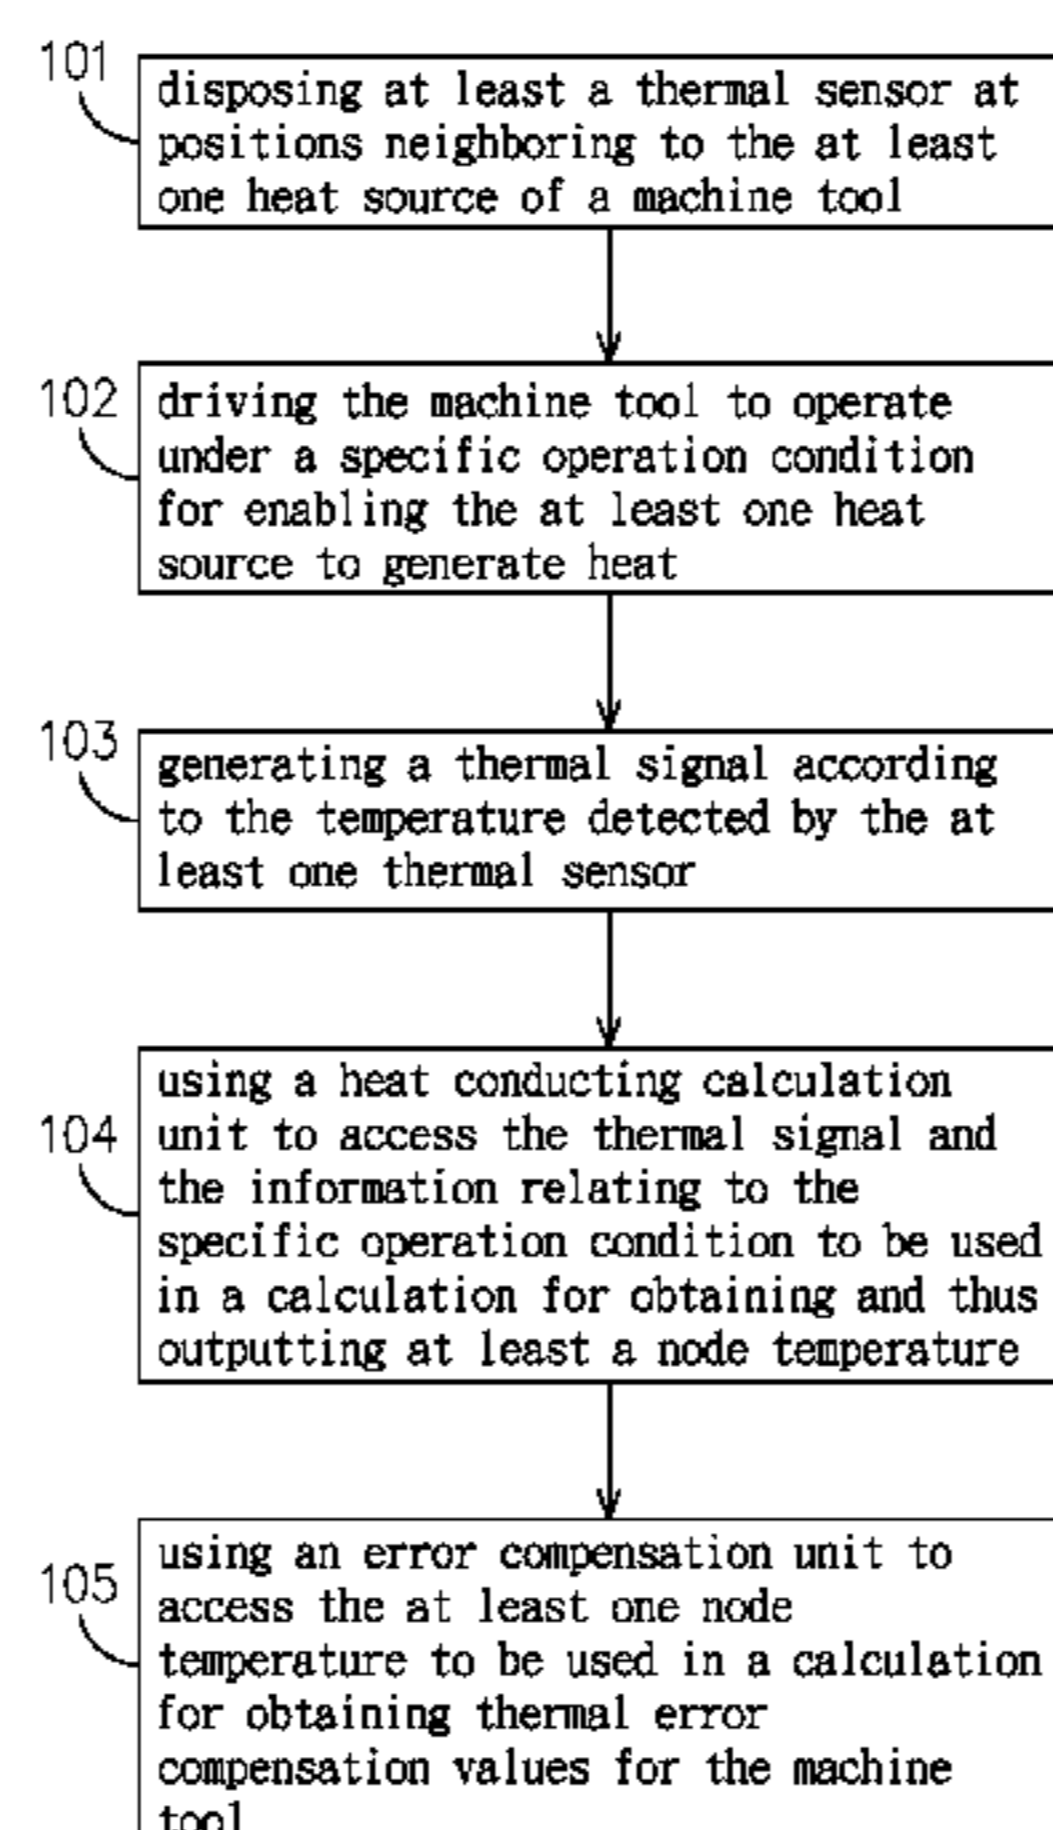 101
disposing at least a thermal sensor at
positions neighboring to the at least
one heat source of a machine tool
102
driving the machine tool to operate
under a specific operation condition
for enabling the at least one heat
source to generate heat
103
generating a thermal signal according
to the temperature detected by the at
least one thermal sensor
104
using a heat conducting calculation
unit to access the thermal signal and
the information relating to the
specific operation condition to be used
in a calculation for obtaining and thus
outputting at least a node temperature
105
using an error compensation unit to
access the at least one node
temperature to be used in a calculation
for obtaining thermal error
compensation values for the machine
tool